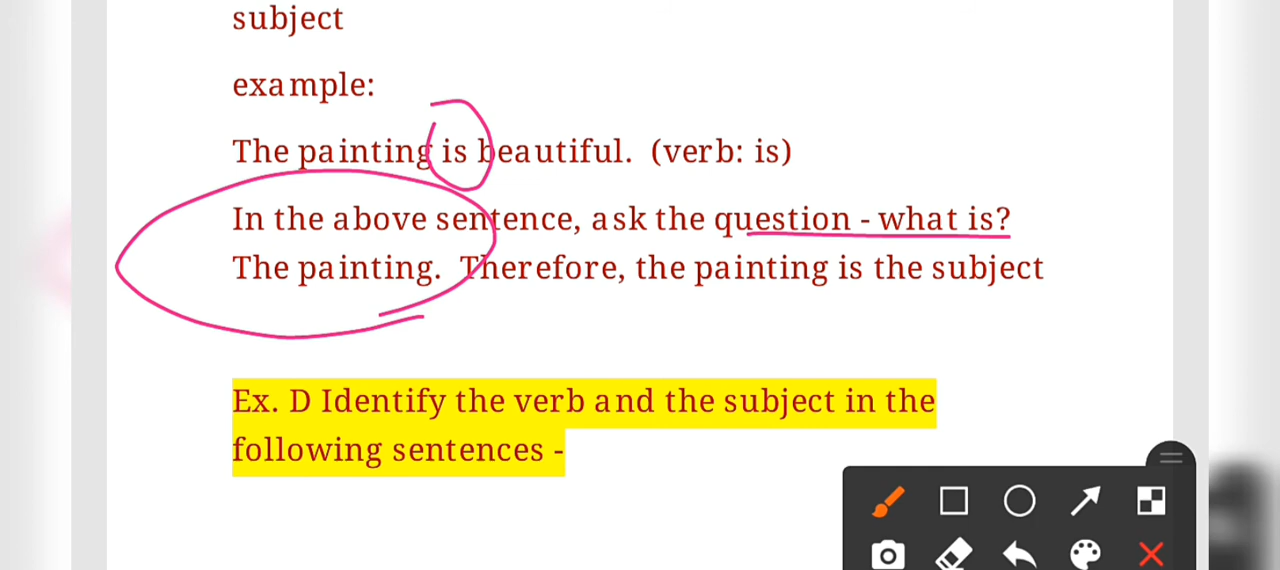 subject
example:
The painting is beautiful. (verb: is)
In the above sentence, ask the question - what is?
The painting. Therefore, the painting is the subject
Ex. D Identify the verb and the subject in the
following sentences -